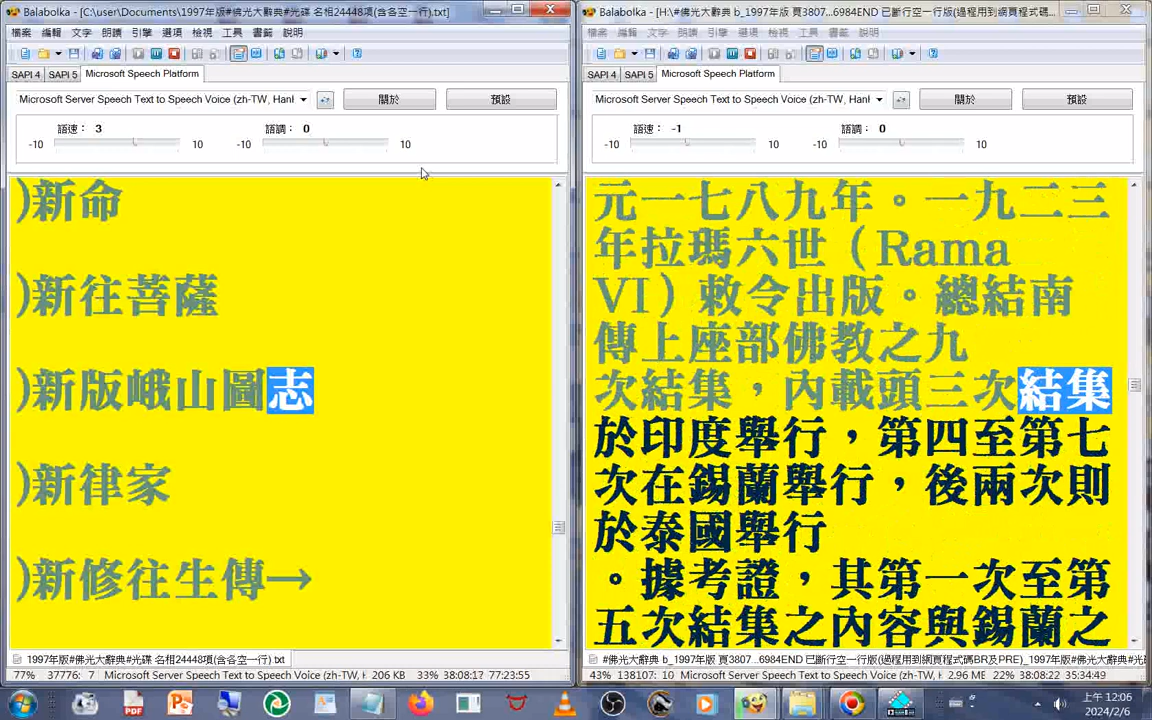 Balabolka - [C:\user\Documents\1997年版#佛光大辭典#光碟 名相24448項(含各空一行).txt]
檔案 編輯 文字 朗讀 引擎 選項 檢視 工具 書籤 說明
SAPI 4 SAPI 5 Microsoft Speech Platform
Microsoft Server Speech Text to Speech Voice (zh-TW, Hanl
關於 預設
語速： 3 語調： 0
-10 10 -10 10
)新命
)新往菩薩
)新版峨山圖志
)新律家
)新修往生傳→
1997年版#佛光大辭典#光碟 名相24448項(含各空一行).txt
77% 37776: 7 Microsoft Server Speech Text to Speech Voice (zh-TW, H 206 KB 33% 38:08:17 77:23:55
Balabolka - [H:\#佛光大辭典 b_1997年版 頁3807...6984END 已斷行空一行版(過程用到網頁程式碼...
檔案 編輯 文字 朗讀 引擎 選項 檢視 工具 書籤 說明
SAPI 4 SAPI 5 Microsoft Speech Platform
Microsoft Server Speech Text to Speech Voice (zh-TW, Hanl
關於 預設
語速： -1 語調： 0
-10 10 -10 10
元一七八九年。一九二三
年拉瑪六世（Rama
VI）敕令出版。總結南
傳上座部佛教之九
次結集，內載頭三次結集
於印度舉行，第四至第七
次在錫蘭舉行，後兩次則
於泰國舉行
。據考證，其第一次至第
五次結集之內容與錫蘭之
#佛光大辭典 b_1997年版 頁3807...6984END 已斷行空一行版(過程用到網頁程式碼BR及PRE)_1997年版#佛光
43% 138107: 10 Microsoft Server Speech Text to Speech Voice (zh-TW, H 2.96 ME 22% 38:08:22 35:34:49
PDF
上午 12:06
2024/2/6